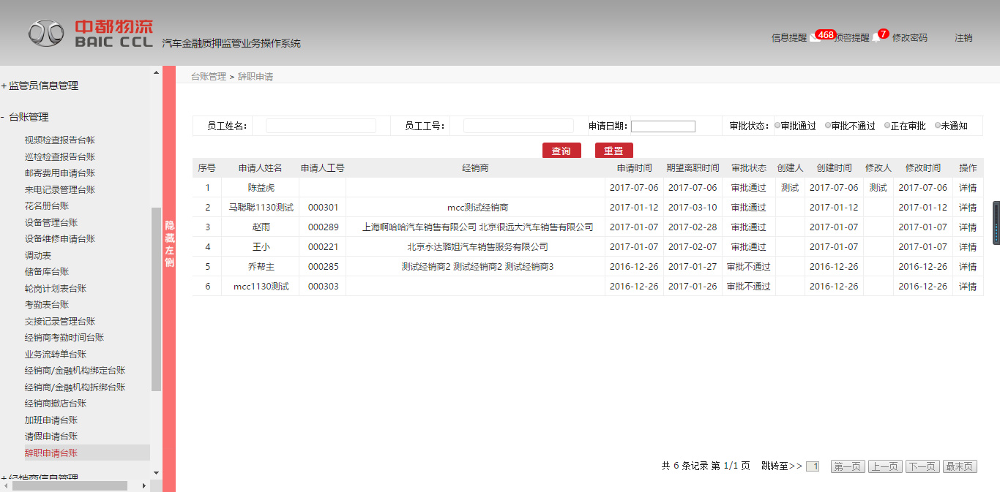 中都物流
BAIC CCL
汽车金融质押监管业务操作系统
信息提醒 468 预警提醒 7 修改密码 注销
+ 监管员信息管理
- 台账管理
视频检查报告台帐
巡检检查报告台账
邮寄费用申请台账
来电记录管理台账
花名册台账
设备管理台账
设备维修申请台账
调动表
储备库台账
轮岗计划表台账
考勤表台账
交接记录管理台账
经销商考勤时间台账
业务流转单台账
经销商/金融机构绑定台账
经销商/金融机构拆绑台账
经销商撤店台账
加班申请台账
请假申请台账
辞职申请台账
+ 经销商信息管理
隐藏左侧
台账管理 > 辞职申请
员工姓名: 员工工号: 申请日期: 审批状态: 审批通过 审批不通过 正在审批 未通知
查询 重置
序号 申请人姓名 申请人工号 经销商 申请时间 期望离职时间 审批状态 创建人 创建时间 修改人 修改时间 操作
1 陈益虎 2017-07-06 2017-07-06 审批通过 测试 2017-07-06 测试 2017-07-06 详情
2 马聪聪1130测试 000301 mcc测试经销商 2017-01-12 2017-03-10 审批通过 2017-01-12 2017-01-12 详情
3 赵雨 000289 上海啊哈哈汽车销售有限公司 北京很远大汽车销售有限公司 2017-01-07 2017-02-28 审批通过 2017-01-07 2017-01-07 详情
4 王小 000221 北京永达璐姐汽车销售服务有限公司 2017-01-07 2017-02-07 审批通过 2017-01-07 2017-01-07 详情
5 乔帮主 000285 测试经销商2 测试经销商2 测试经销商3 2016-12-26 2017-01-27 审批不通过 2016-12-26 2016-12-26 详情
6 mcc1130测试 000303 2016-12-26 2017-01-26 审批不通过 2016-12-26 2016-12-26 详情
共 6 条记录 第 1/1 页 跳转至>> 1 第一页 上一页 下一页 最末页